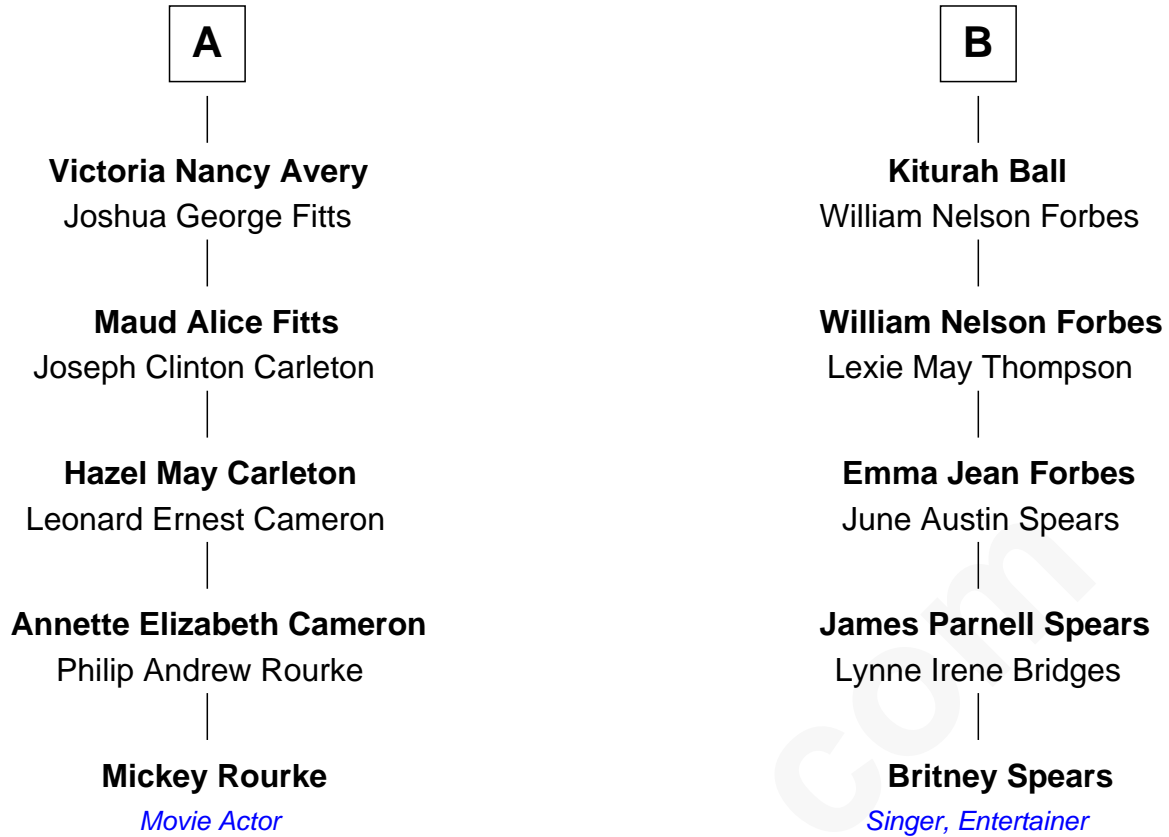 A
B
Victoria Nancy Avery
Joshua George Fitts
Kiturah Ball
William Nelson Forbes
Maud Alice Fitts
Joseph Clinton Carleton
William Nelson Forbes
Lexie May Thompson
Hazel May Carleton
Leonard Ernest Cameron
Emma Jean Forbes
June Austin Spears
Annette Elizabeth Cameron
Philip Andrew Rourke
James Parnell Spears
Lynne Irene Bridges
Mickey Rourke
Movie Actor
Britney Spears
Singer, Entertainer
com